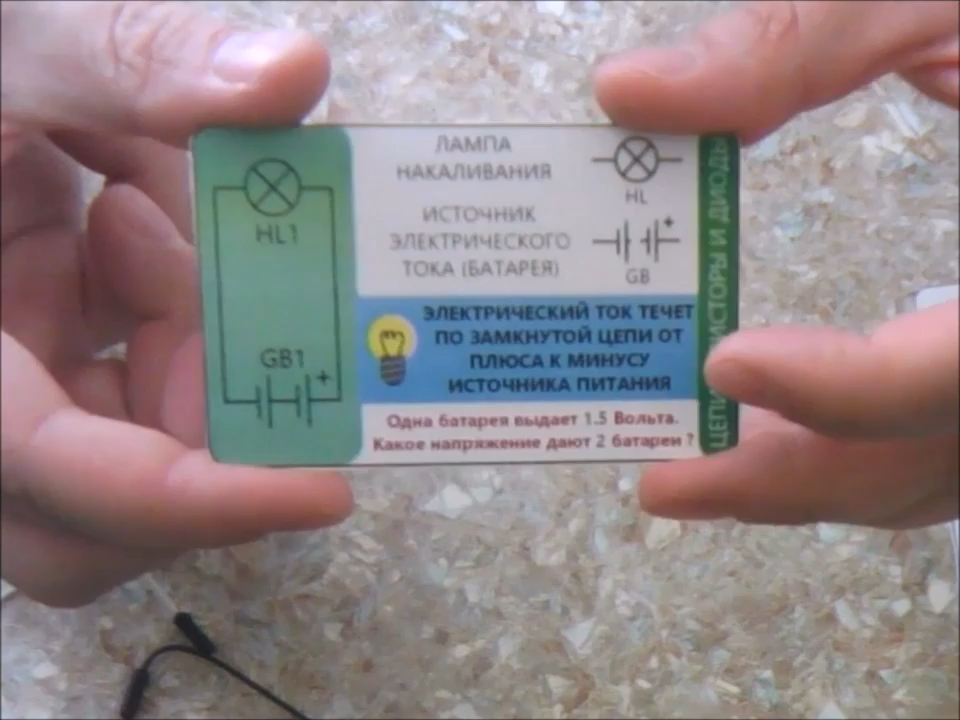 HL1
GB1
+
ЛАМПА
НАКАЛИВАНИЯ
HL
ИСТОЧНИК
ЭЛЕКТРИЧЕСКОГО
ТОКА (БАТАРЕЯ)
+
GB
ЭЛЕКТРИЧЕСКИЙ ТОК ТЕЧЕТ
ПО ЗАМКНУТОЙ ЦЕПИ ОТ
ПЛЮСА К МИНУСУ
ИСТОЧНИКА ПИТАНИЯ
Одна батарея выдает 1.5 Вольта.
Какое напряжение дают 2 батареи ?
И ДИОДЫ